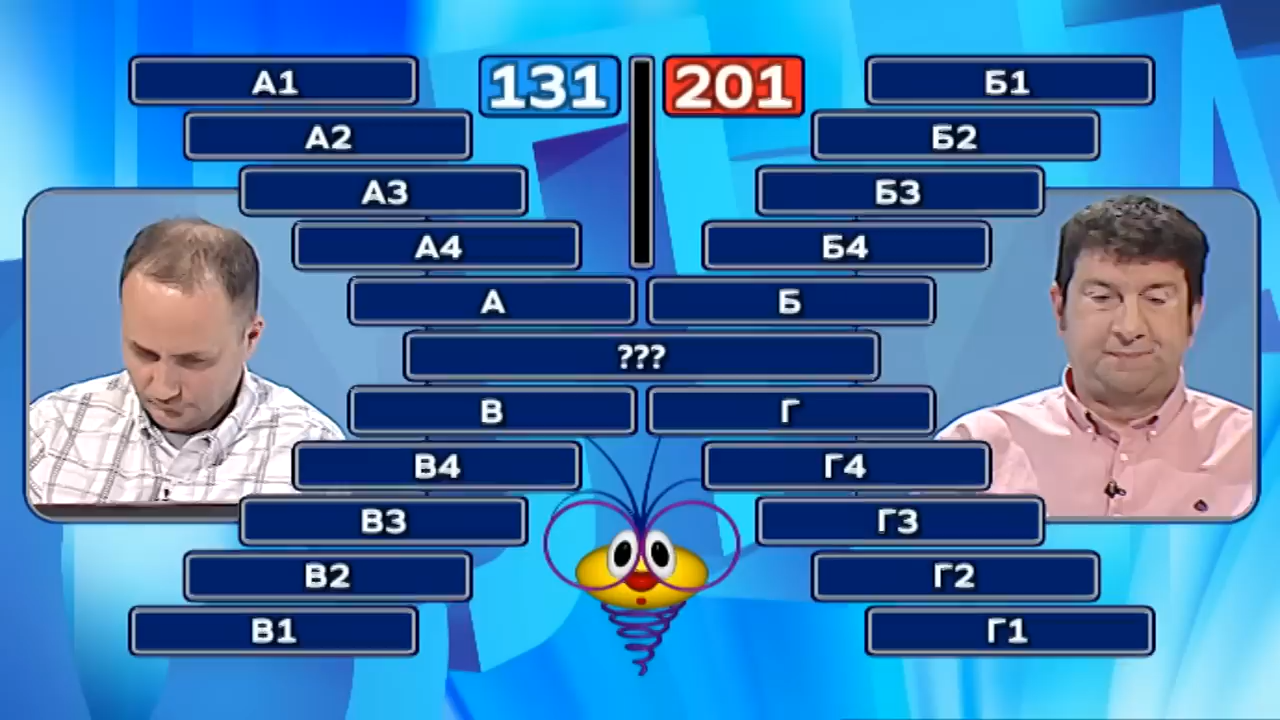 А1 131 201 Б1
А2 Б2
А3 Б3
А4 Б4
А Б
???
В Г
В4 Г4
В3 Г3
В2 Г2
В1 Г1